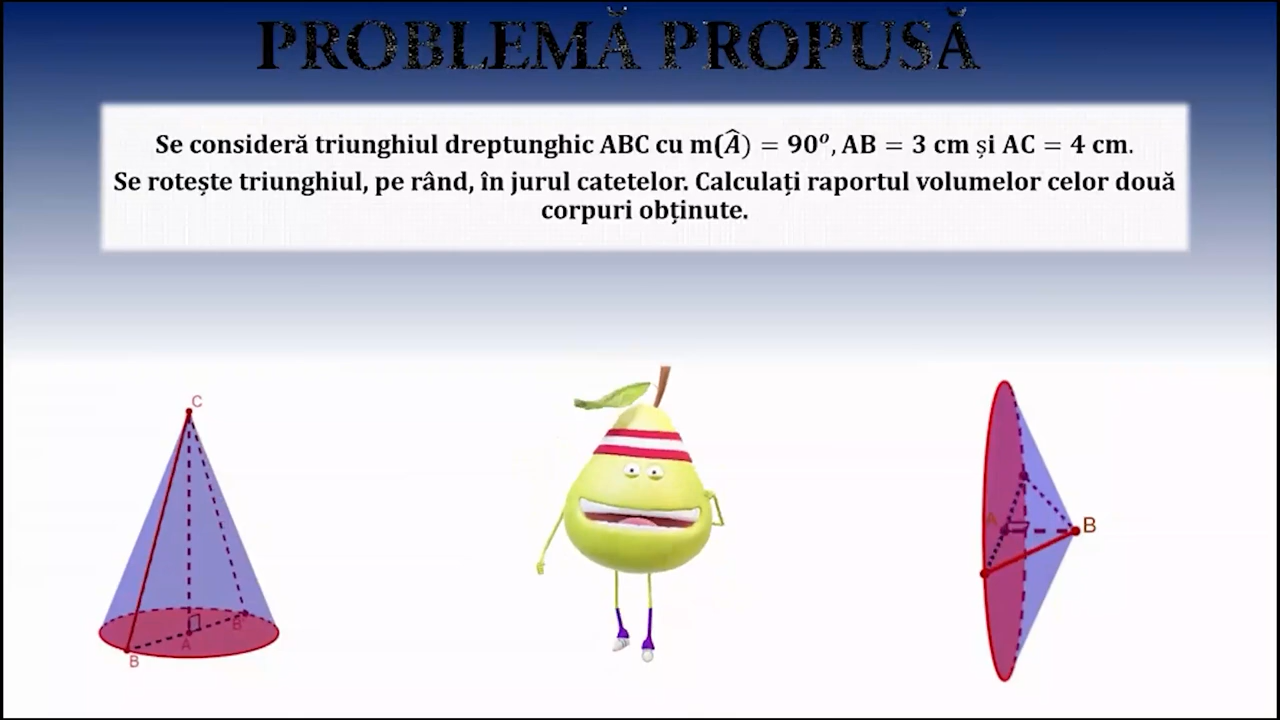 PROBLEMĂ PROPUSĂ
Se consideră triunghiul dreptunghic ABC cu m(Â) = 90°, AB = 3 cm și AC = 4 cm.
Se rotește triunghiul, pe rând, în jurul catetelor. Calculați raportul volumelor celor două
corpuri obținute.
C
B'
A
B
A
B